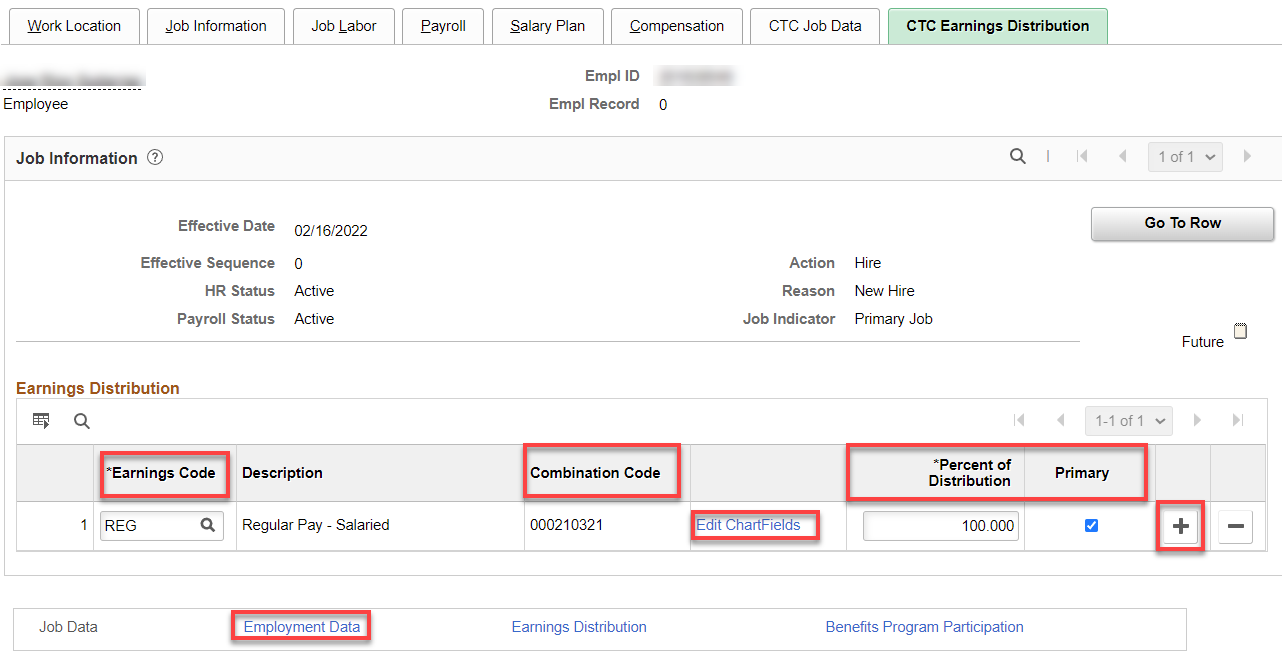 Work Location Job Information Job Labor Payroll Salary Plan Compensation CTC Job Data CTC Earnings Distribution
Empl ID
Employee Empl Record 0
Job Information ? 1 of 1
Effective Date 02/16/2022 Go To Row
Effective Sequence 0 Action Hire
HR Status Active Reason New Hire
Payroll Status Active Job Indicator Primary Job
Future
Earnings Distribution
1-1 of 1
*Earnings Code Description Combination Code *Percent of Distribution Primary
1 REG Regular Pay - Salaried 000210321 Edit ChartFields 100.000
Job Data Employment Data Earnings Distribution Benefits Program Participation